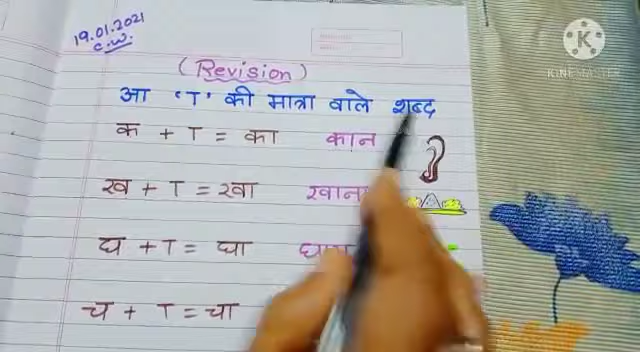 19.01.2021
C.W.
KINEMASTER
(Revision)
आ 'ा' की मात्रा वाले शब्द
क + ा = का कान
ख + ा = खा खाना
घ + ा = घा
च + ा = चा